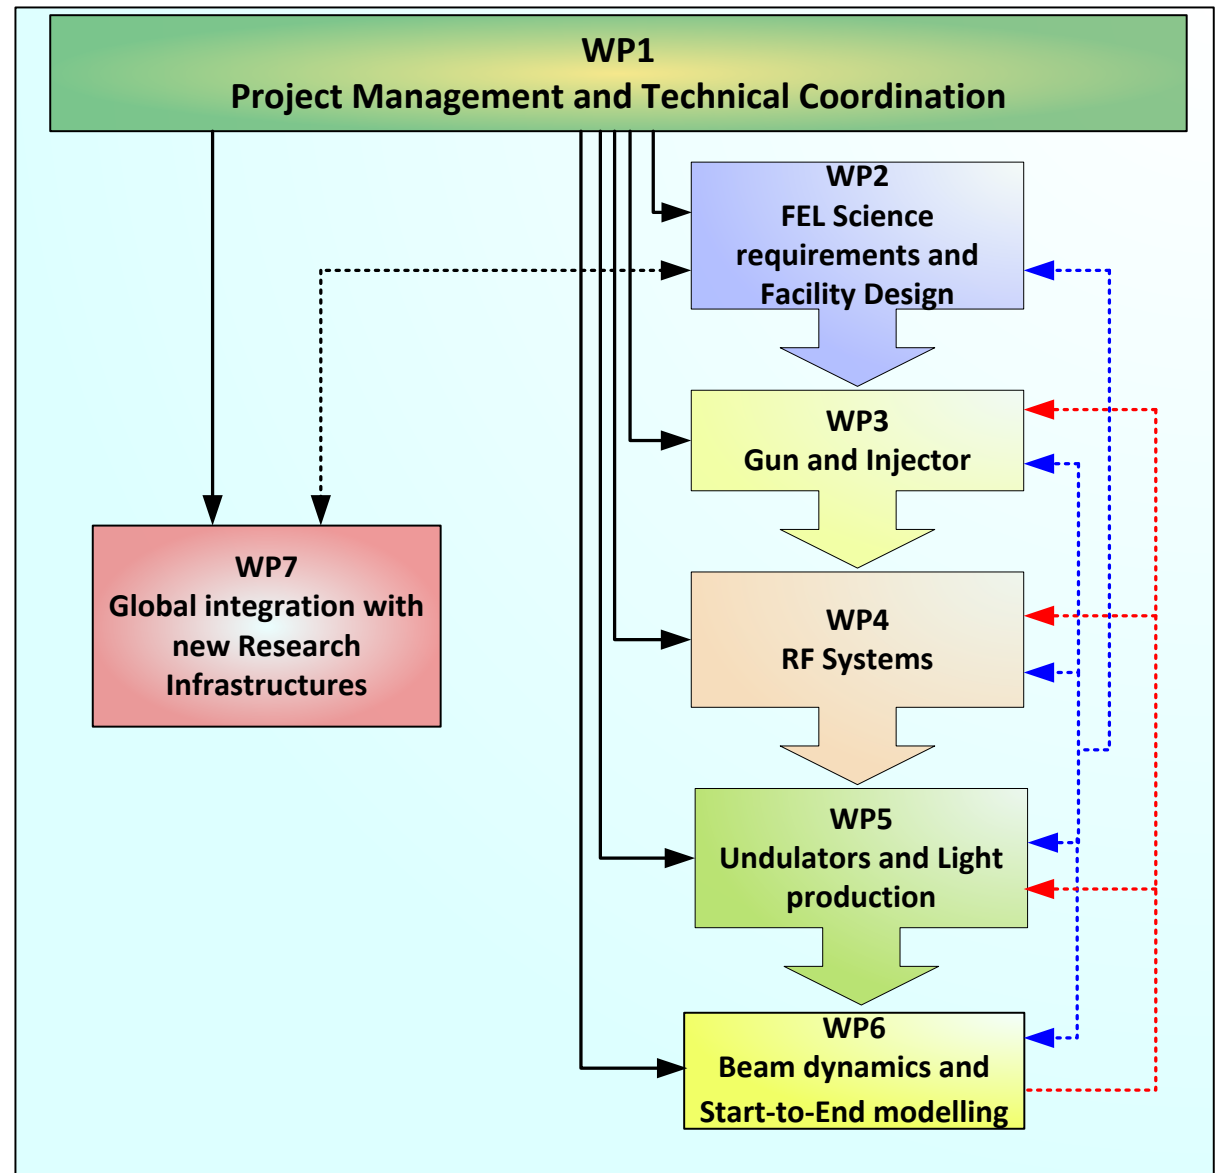 WP1
Project Management and Technical Coordination
WP2
FEL Science
requirements and
Facility Design
WP3
Gun and Injector
WP7
Global integration with
new Research
Infrastructures
WP4
RF Systems
WP5
Undulators and Light
production
WP6
Beam dynamics and
Start-to-End modelling